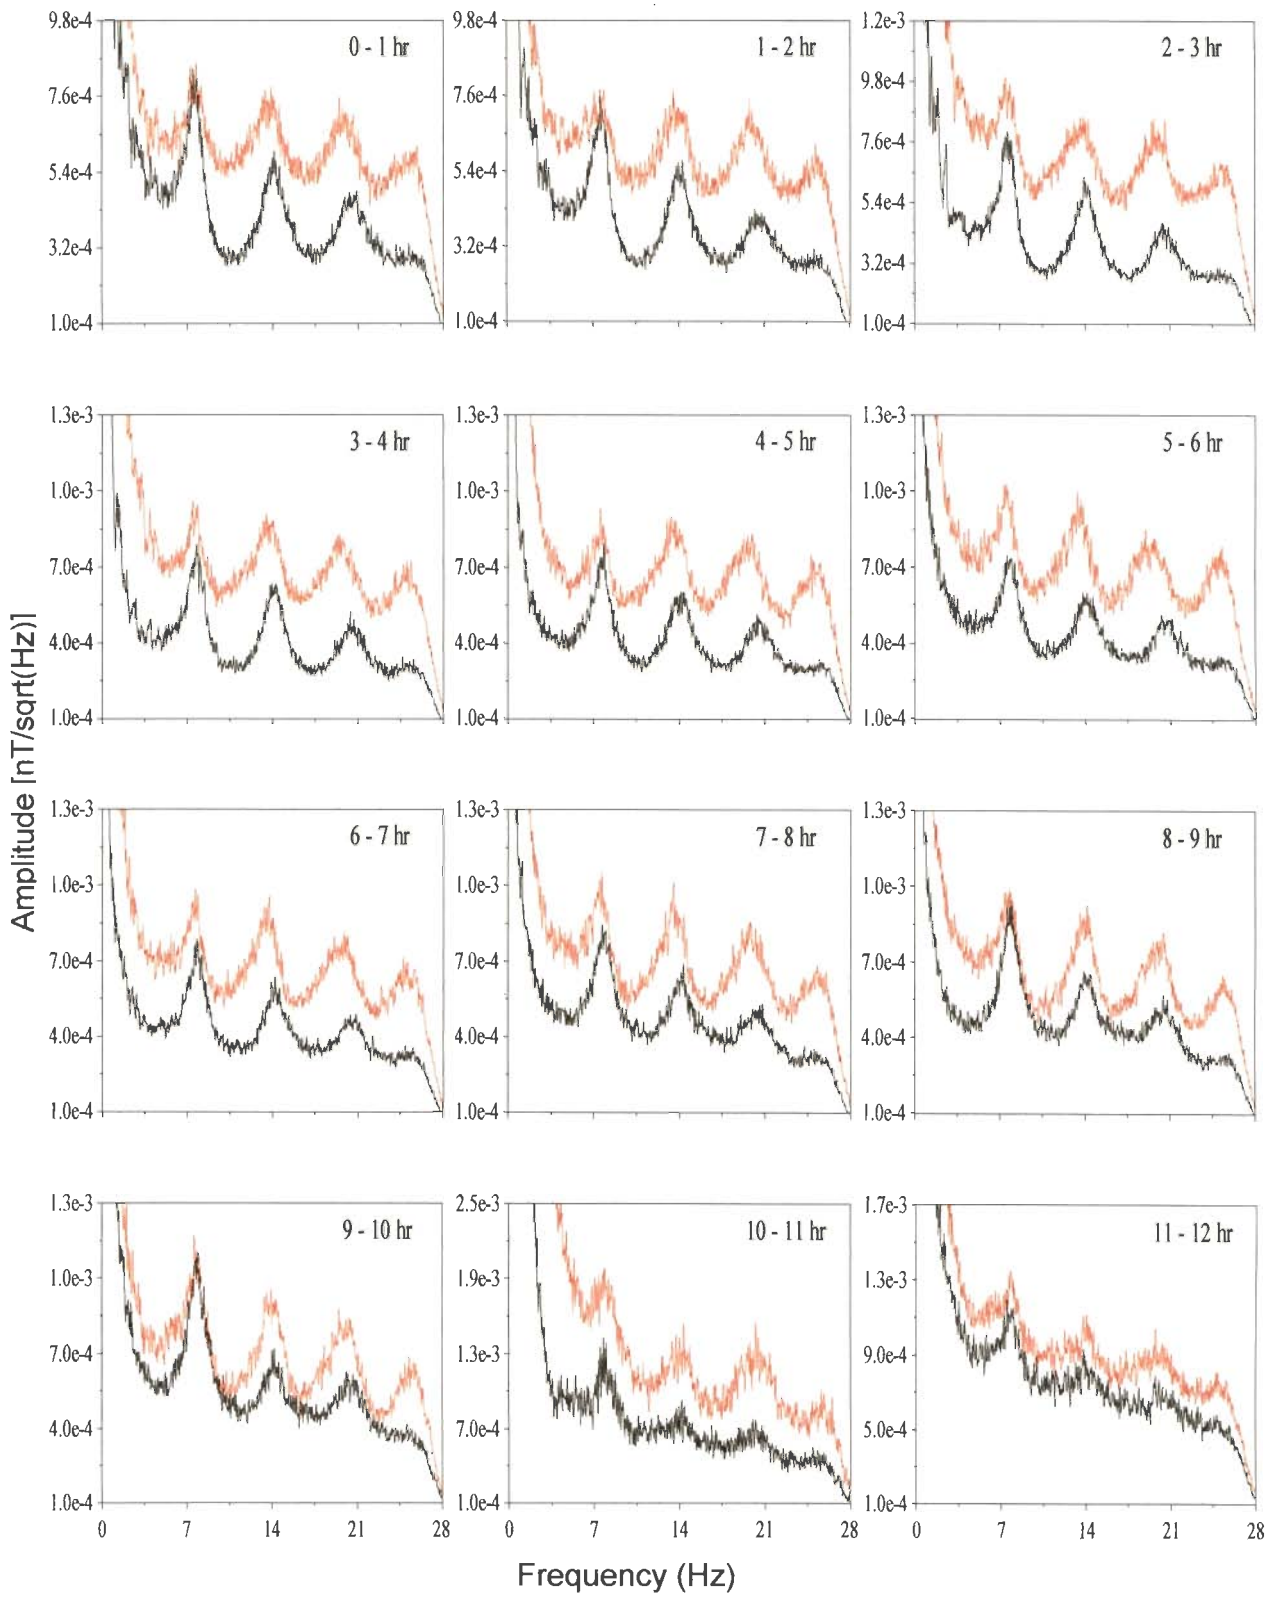 9.8e-4
7.6e-4
5.4e-4
3.2e-4
1.0e-4
0 - 1 hr
9.8e-4
7.6e-4
5.4e-4
3.2e-4
1.0e-4
0 7 14 21 28
1 - 2 hr
1.2e-3
9.8e-4
7.6e-4
5.4e-4
3.2e-4
1.0e-4
0 7 14 21 28
2 - 3 hr
1.3e-3
1.0e-3
7.0e-4
4.0e-4
1.0e-4
3 - 4 hr
1.3e-3
1.0e-3
7.0e-4
4.0e-4
1.0e-4
4 - 5 hr
1.3e-3
1.0e-3
7.0e-4
4.0e-4
1.0e-4
5 - 6 hr
Amplitude [nT/sqrt(Hz)]
1.3e-3
1.0e-3
7.0e-4
4.0e-4
1.0e-4
6 - 7 hr
1.3e-3
1.0e-3
7.0e-4
4.0e-4
1.0e-4
7 - 8 hr
1.3e-3
1.0e-3
7.0e-4
4.0e-4
1.0e-4
8 - 9 hr
1.3e-3
1.0e-3
7.0e-4
4.0e-4
1.0e-4
9 - 10 hr
0 7 14 21 28
2.5e-3
1.9e-3
1.3e-3
7.0e-4
1.0e-4
10 - 11 hr
0 7 14 21 28
1.7e-3
1.3e-3
9.0e-4
5.0e-4
1.0e-4
11 - 12 hr
0 7 14 21 28
Frequency (Hz)